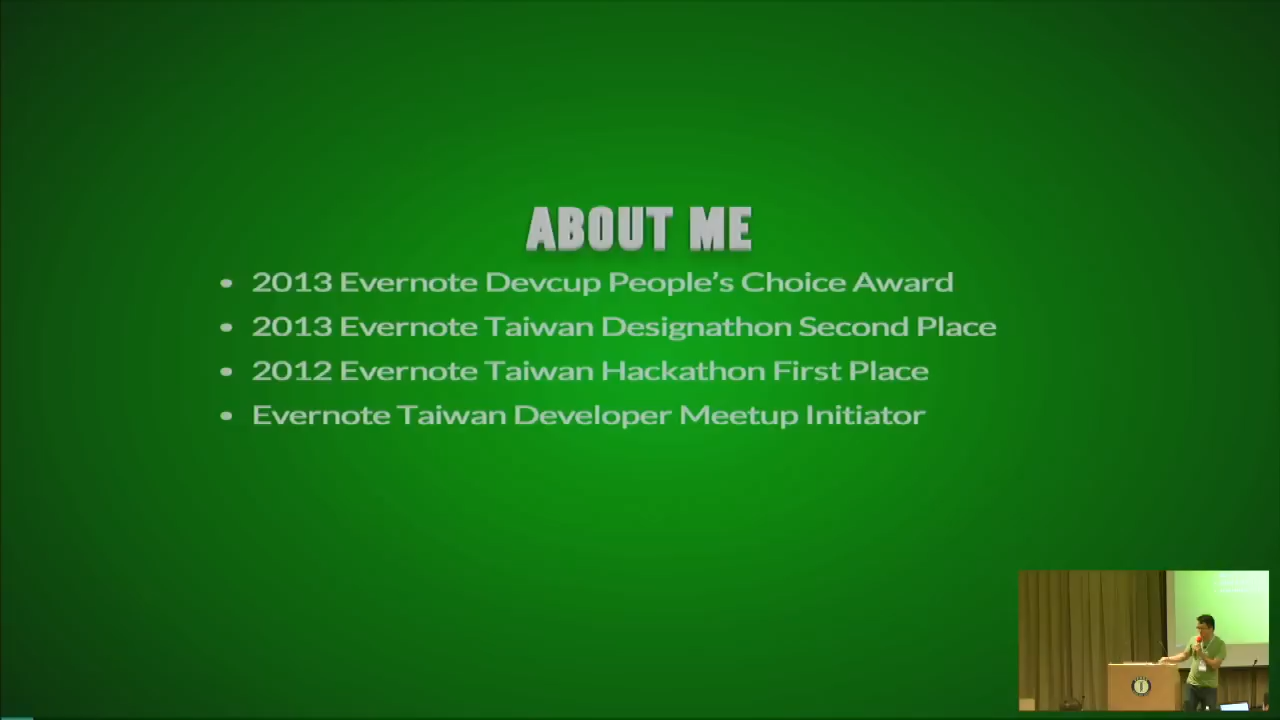 ABOUT ME
• 2013 Evernote Devcup People’s Choice Award
• 2013 Evernote Taiwan Designathon Second Place
• 2012 Evernote Taiwan Hackathon First Place
• Evernote Taiwan Developer Meetup Initiator